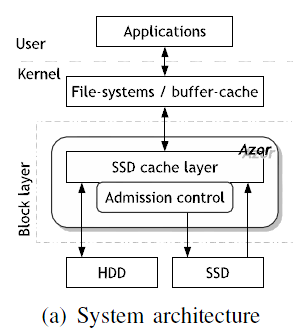 Applications
User
Kernel
File-systems / buffer-cache
Block layer
Azor
SSD cache layer
Admission control
HDD
SSD
(a) System architecture